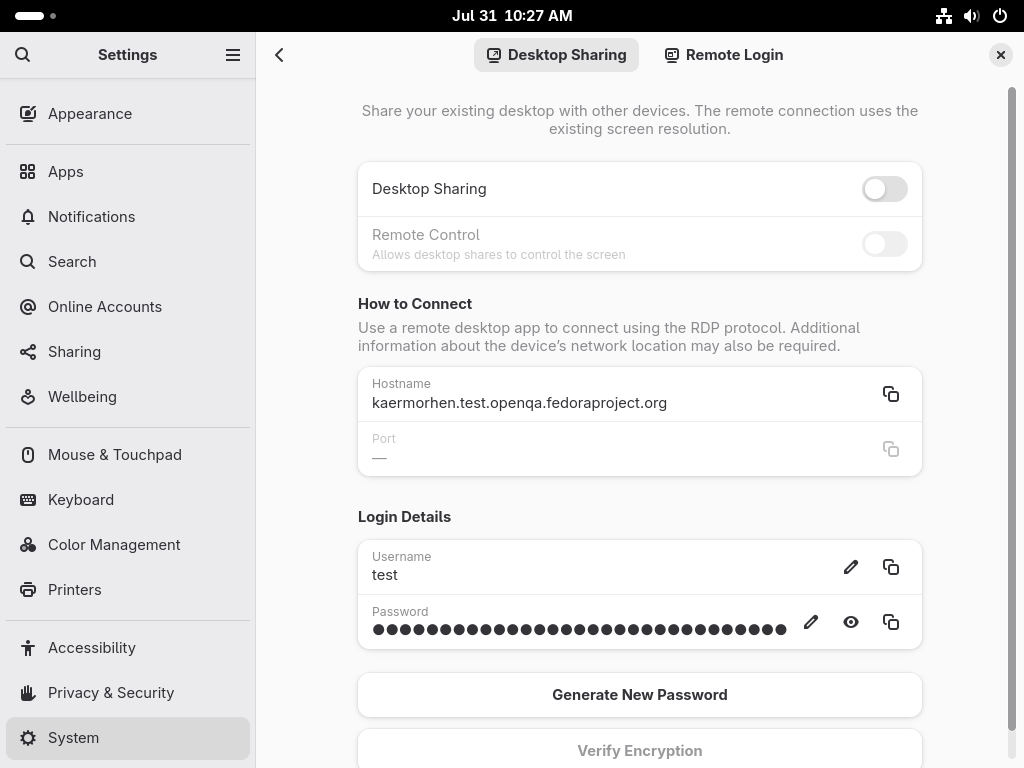 Jul 31 10:27 AM
Settings
Appearance
Apps
Notifications
Search
Online Accounts
Sharing
Wellbeing
Mouse & Touchpad
Keyboard
Color Management
Printers
Accessibility
Privacy & Security
System
Desktop Sharing
Remote Login
Share your existing desktop with other devices. The remote connection uses the
existing screen resolution.
Desktop Sharing
Remote Control
Allows desktop shares to control the screen
How to Connect
Use a remote desktop app to connect using the RDP protocol. Additional
information about the device’s network location may also be required.
Hostname
kaermorhen.test.openqa.fedoraproject.org
Port
—
Login Details
Username
test
Password
●●●●●●●●●●●●●●●●●●●●●●●●●●●●●●●
Generate New Password
Verify Encryption